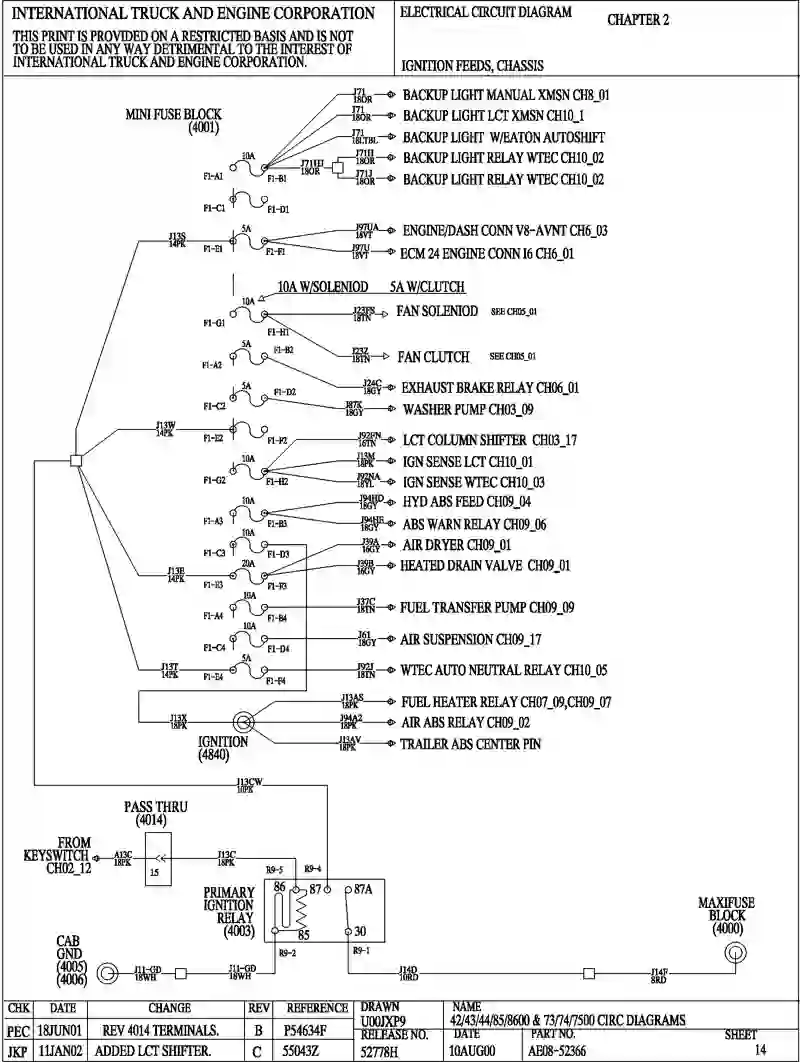 INTERNATIONAL TRUCK AND ENGINE CORPORATION
THIS PRINT IS PROVIDED ON A RESTRICTED BASIS AND IS NOT
TO BE USED IN ANY WAY DETRIMENTAL TO THE INTEREST OF
INTERNATIONAL TRUCK AND ENGINE CORPORATION.
ELECTRICAL CIRCUIT DIAGRAM
CHAPTER 2
IGNITION FEEDS, CHASSIS
MINI FUSE BLOCK
(4001)
J71
18OR
BACKUP LIGHT MANUAL XMSN CH8_01
J71
18OR
BACKUP LIGHT LCT XMSN CH10_1
J71
18LTBL
BACKUP LIGHT W/EATON AUTOSHIFT
10A
F1-A1
F1-B1
J71HJ
18OR
J71H
18OR
BACKUP LIGHT RELAY WTEC CH10_02
J71J
18OR
BACKUP LIGHT RELAY WTEC CH10_02
F1-C1
F1-D1
J13S
14PK
5A
F1-E1
F1-F1
J97UA
18VT
ENGINE/DASH CONN V8-AVNT CH6_03
J97U
18VT
ECM 24 ENGINE CONN I6 CH6_01
10A W/SOLENIOD
5A W/CLUTCH
10A
F1-G1
F1-H1
J23FS
18TN
FAN SOLENIOD
SEE CH05_01
J23Z
18TN
FAN CLUTCH
SEE CH05_01
5A
F1-A2
F1-B2
J24C
18GY
EXHAUST BRAKE RELAY CH06_01
5A
F1-C2
F1-D2
J87K
18GY
WASHER PUMP CH03_09
J13W
14PK
F1-E2
F1-F2
J92FN
16TN
LCT COLUMN SHIFTER CH03_17
10A
F1-G2
F1-H2
J13M
18PK
IGN SENSE LCT CH10_01
J92NA
18YL
IGN SENSE WTEC CH10_03
10A
F1-A3
F1-B3
J94HD
18GY
HYD ABS FEED CH09_04
J94HE
18GY
ABS WARN RELAY CH09_06
10A
F1-C3
F1-D3
J39A
16GY
AIR DRYER CH09_01
J13E
14PK
20A
F1-E3
F1-F3
J39B
16GY
HEATED DRAIN VALVE CH09_01
10A
F1-A4
F1-B4
J37C
18TN
FUEL TRANSFER PUMP CH09_09
10A
F1-C4
F1-D4
J61
18GY
AIR SUSPENSION CH09_17
J13T
14PK
5A
F1-E4
F1-F4
J92J
18TN
WTEC AUTO NEUTRAL RELAY CH10_05
J13AS
18PK
FUEL HEATER RELAY CH07_09,CH09_07
J13X
18PK
IGNITION
(4840)
J94A2
18PK
AIR ABS RELAY CH09_02
J13AV
18PK
TRAILER ABS CENTER PIN
J13CW
10PK
PASS THRU
(4014)
FROM
KEYSWITCH
CH02_12
A13C
18PK
15
J13C
18PK
R9-5
R9-4
PRIMARY
IGNITION
RELAY
(4003)
86
87
87A
85
30
R9-2
R9-1
MAXIFUSE
BLOCK
(4000)
CAB
GND
(4005)
(4006)
J11-GD
18WH
J11-GD
18WH
J14D
10RD
J14F
8RD
CHK DATE CHANGE REV REFERENCE
PEC 18JUN01 REV 4014 TERMINALS. B P54634F
JKP 11JAN02 ADDED LCT SHIFTER. C 55043Z
DRAWN
U00JXP9
RELEASE NO.
52778H
NAME
42/43/44/85/8600 & 73/74/7500 CIRC DIAGRAMS
DATE
10AUG00
PART NO.
AE08-52366
SHEET
14